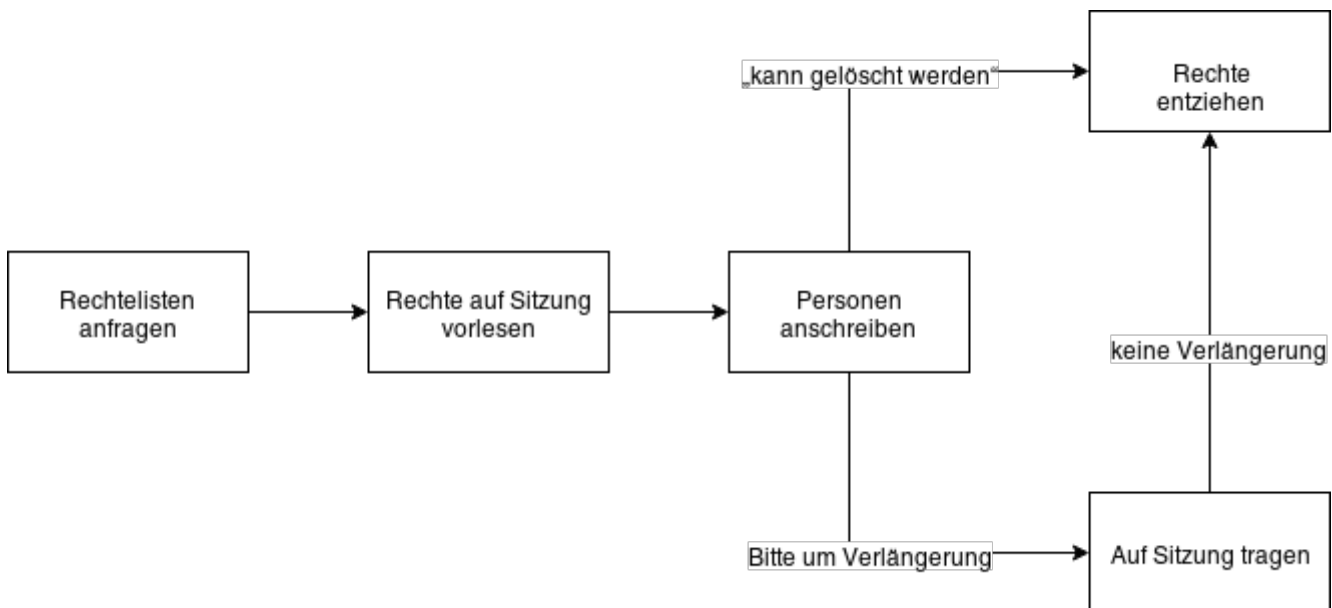 „kann gelöscht werden“
Rechte
entziehen
Rechtelisten
anfragen
Rechte auf Sitzung
vorlesen
Personen
anschreiben
keine Verlängerung
Bitte um Verlängerung
Auf Sitzung tragen